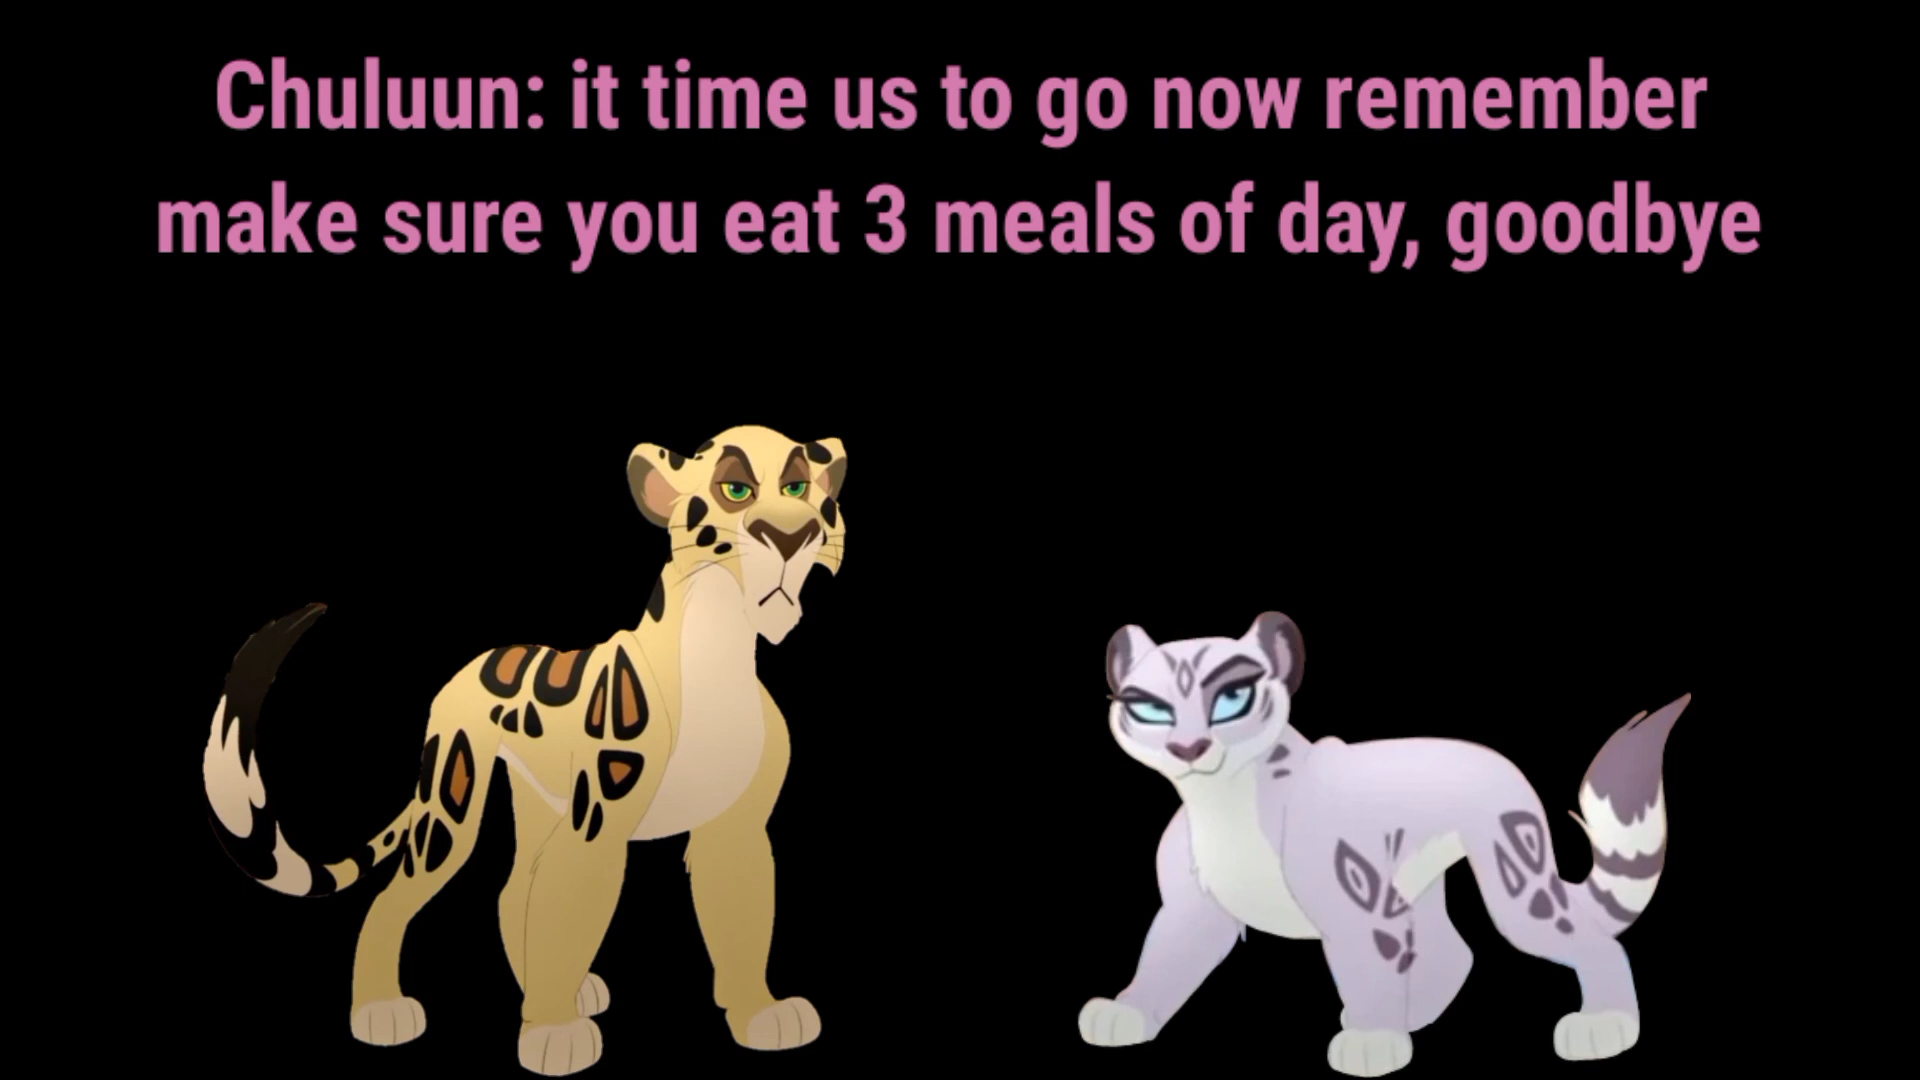 Chuluun: it time us to go now remember
make sure you eat 3 meals of day, goodbye